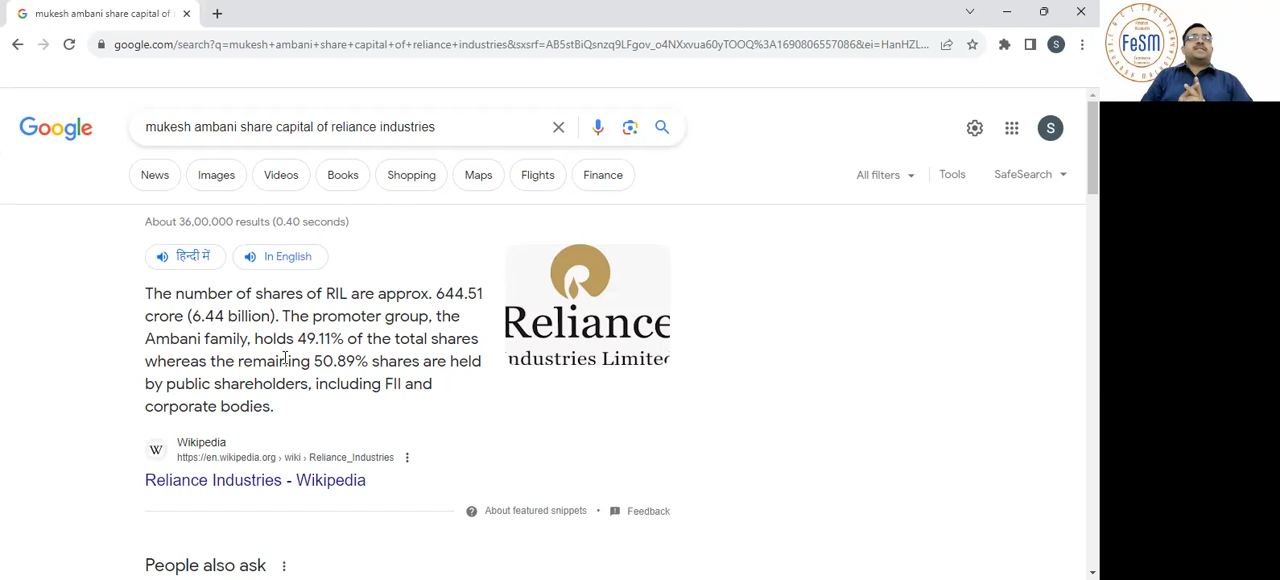 mukesh ambani share capital of r
google.com/search?q=mukesh+ambani+share+capital+of+reliance+industries&sxsrf=AB5stBiQsnzq9LFgov_o4NXxvua60yTOOQ%3A1690806557086&ei=HanHZL...
S
FeSM
Google
mukesh ambani share capital of reliance industries
S
News Images Videos Books Shopping Maps Flights Finance
All filters Tools SafeSearch
About 36,00,000 results (0.40 seconds)
हिन्दी में In English
The number of shares of RIL are approx. 644.51
crore (6.44 billion). The promoter group, the
Ambani family, holds 49.11% of the total shares
whereas the remaining 50.89% shares are held
by public shareholders, including FII and
corporate bodies.
Reliance
Industries Limited
W
Wikipedia
https://en.wikipedia.org › wiki › Reliance_Industries
Reliance Industries - Wikipedia
About featured snippets • Feedback
People also ask